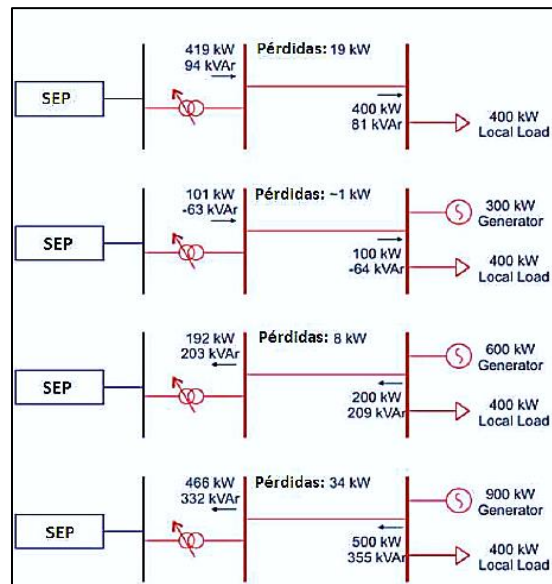 419 kW
94 kVAr
Pérdidas: 19 kW
SEP
400 kW
81 kVAr
400 kW
Local Load
101 kW
-63 kVAr
Pérdidas: ~1 kW
300 kW
Generator
SEP
100 kW
-64 kVAr
400 kW
Local Load
192 kW
203 kVAr
Pérdidas: 8 kW
600 kW
Generator
SEP
200 kW
209 kVAr
400 kW
Local Load
466 kW
332 kVAr
Pérdidas: 34 kW
900 kW
Generator
SEP
500 kW
355 kVAr
400 kW
Local Load